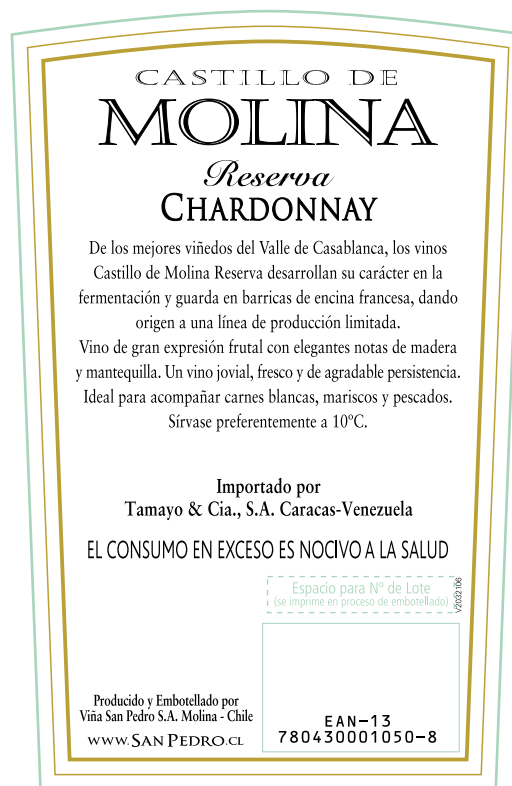 CASTILLO DE
MOLINA
Reserva
CHARDONNAY
De los mejores viñedos del Valle de Casablanca, los vinos
Castillo de Molina Reserva desarrollan su carácter en la
fermentación y guarda en barricas de encina francesa, dando
origen a una línea de producción limitada.
Vino de gran expresión frutal con elegantes notas de madera
y mantequilla. Un vino jovial, fresco y de agradable persistencia.
Ideal para acompañar carnes blancas, mariscos y pescados.
Sírvase preferentemente a 10ºC.
Importado por
Tamayo & Cia., S.A. Caracas-Venezuela
EL CONSUMO EN EXCESO ES NOCIVO A LA SALUD
Espacio para Nº de Lote
(se imprime en proceso de embotellado)
V2032106
Producido y Embotellado por
Viña San Pedro S.A. Molina - Chile
WWW.SAN PEDRO.CL
EAN-13
780430001050-8